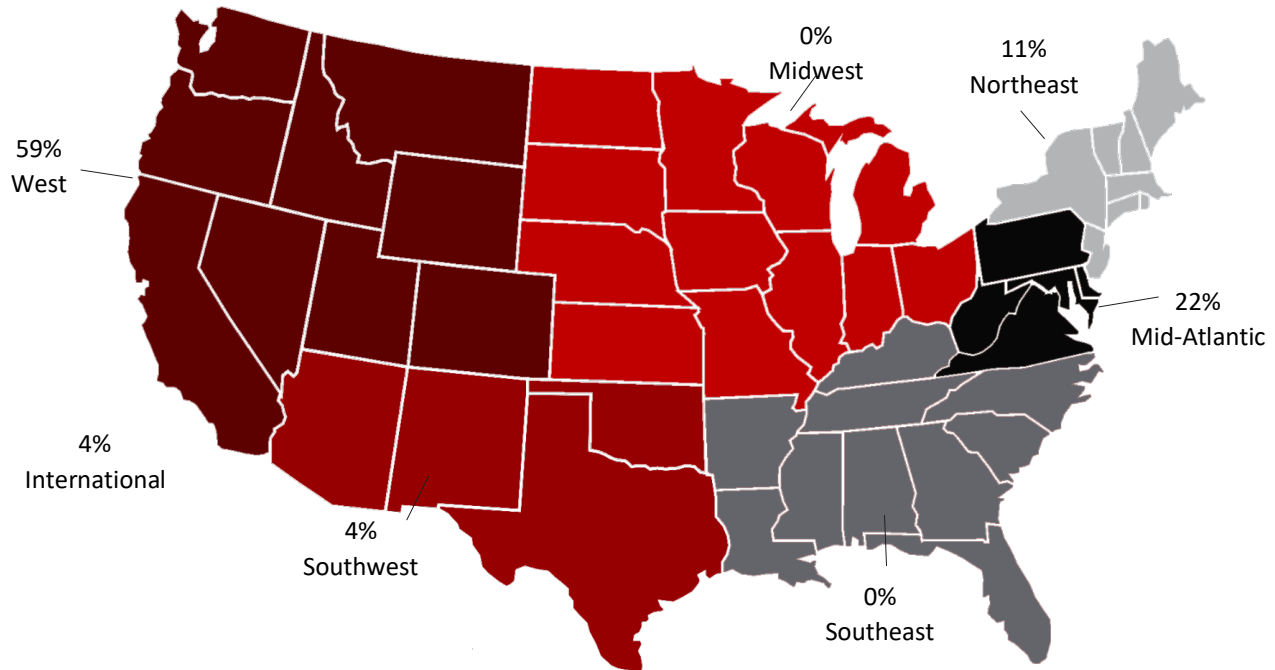 0%
Midwest
11%
Northeast
59%
West
22%
Mid-Atlantic
4%
International
4%
Southwest
0%
Southeast